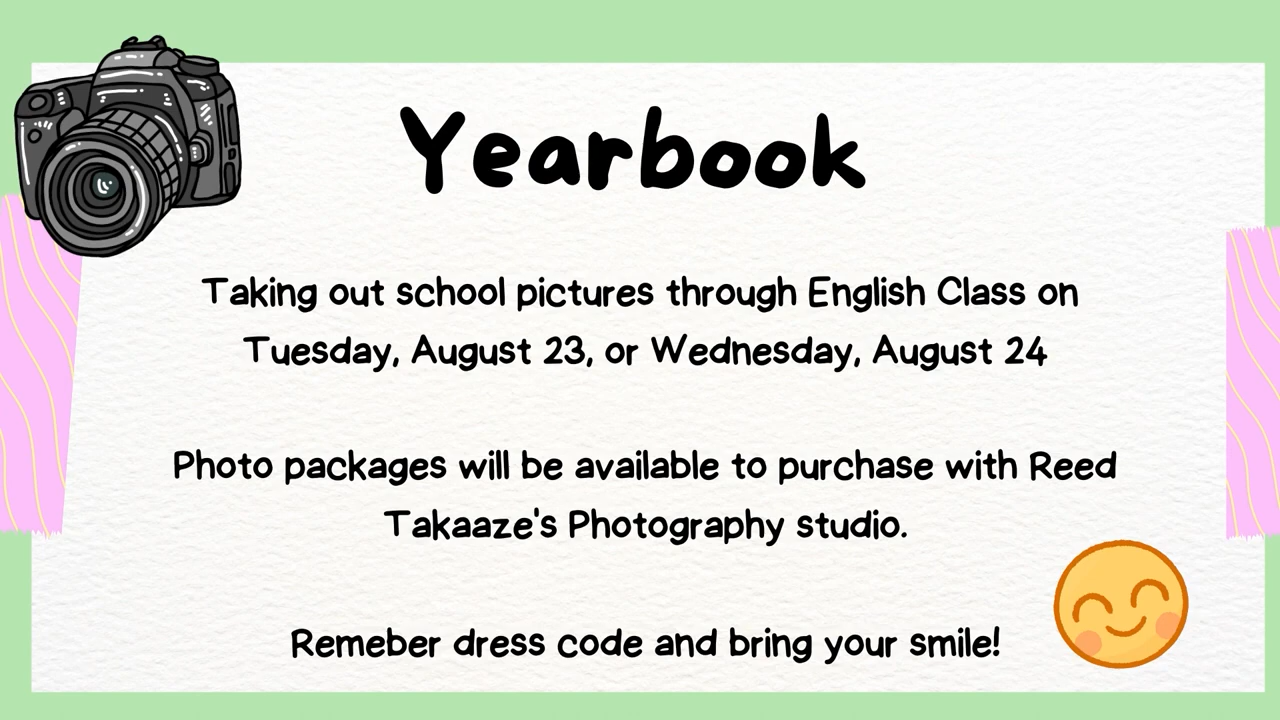 Yearbook
Taking out school pictures through English Class on
Tuesday, August 23, or Wednesday, August 24
Photo packages will be available to purchase with Reed
Takaaze's Photography studio.
Remeber dress code and bring your smile!